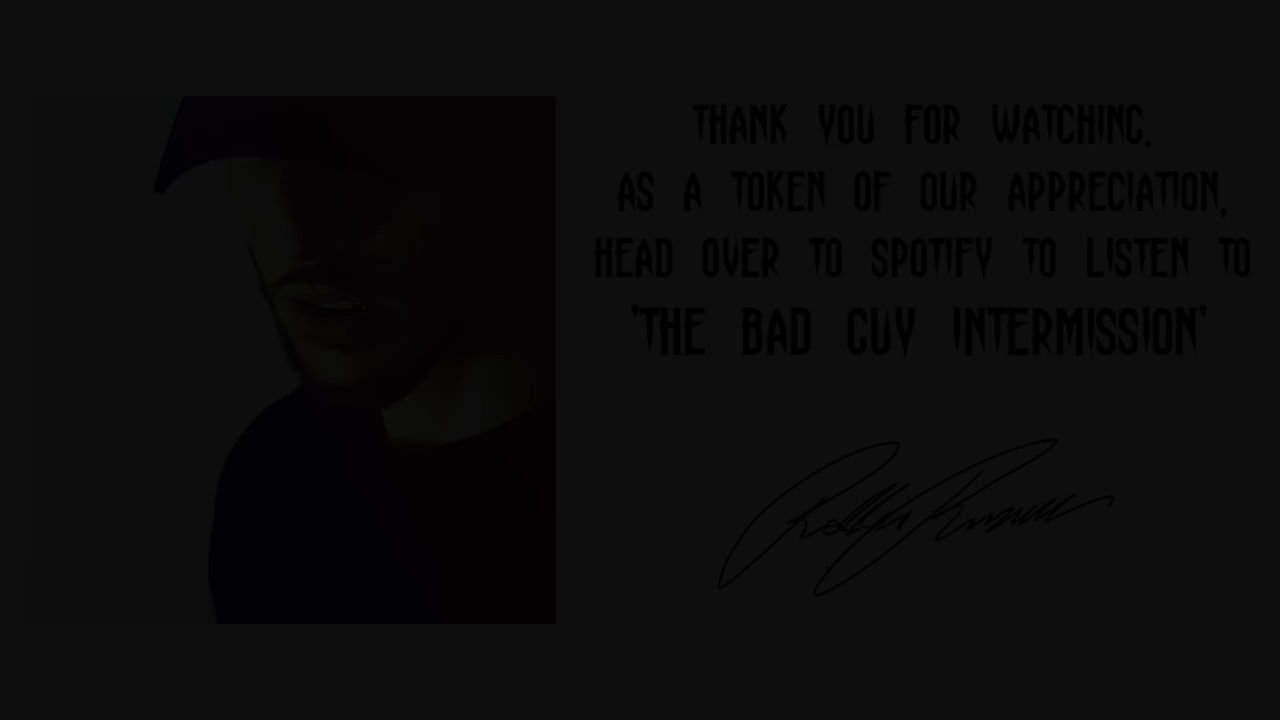 THANK YOU FOR WATCHING.
AS A TOKEN OF OUR APPRECIATION,
HEAD OVER TO SPOTIFY TO LISTEN TO
'THE BAD GUY INTERMISSION'